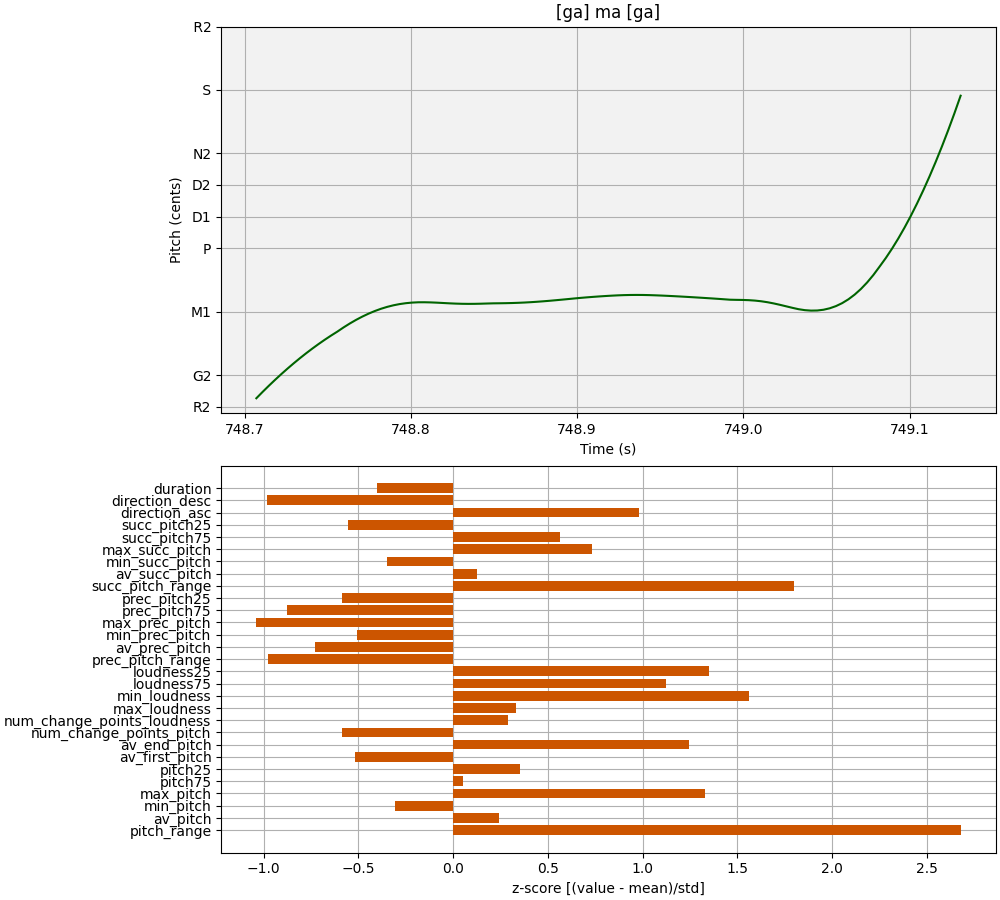 [ga] ma [ga]
R2
S
N2
D2
D1
P
M1
G2
R2
Pitch (cents)
748.7 748.8 748.9 749.0 749.1
Time (s)
duration
direction_desc
direction_asc
succ_pitch25
succ_pitch75
max_succ_pitch
min_succ_pitch
av_succ_pitch
succ_pitch_range
prec_pitch25
prec_pitch75
max_prec_pitch
min_prec_pitch
av_prec_pitch
prec_pitch_range
loudness25
loudness75
min_loudness
max_loudness
num_change_points_loudness
num_change_points_pitch
av_end_pitch
av_first_pitch
pitch25
pitch75
max_pitch
min_pitch
av_pitch
pitch_range
−1.0 −0.5 0.0 0.5 1.0 1.5 2.0 2.5
z-score [(value - mean)/std]